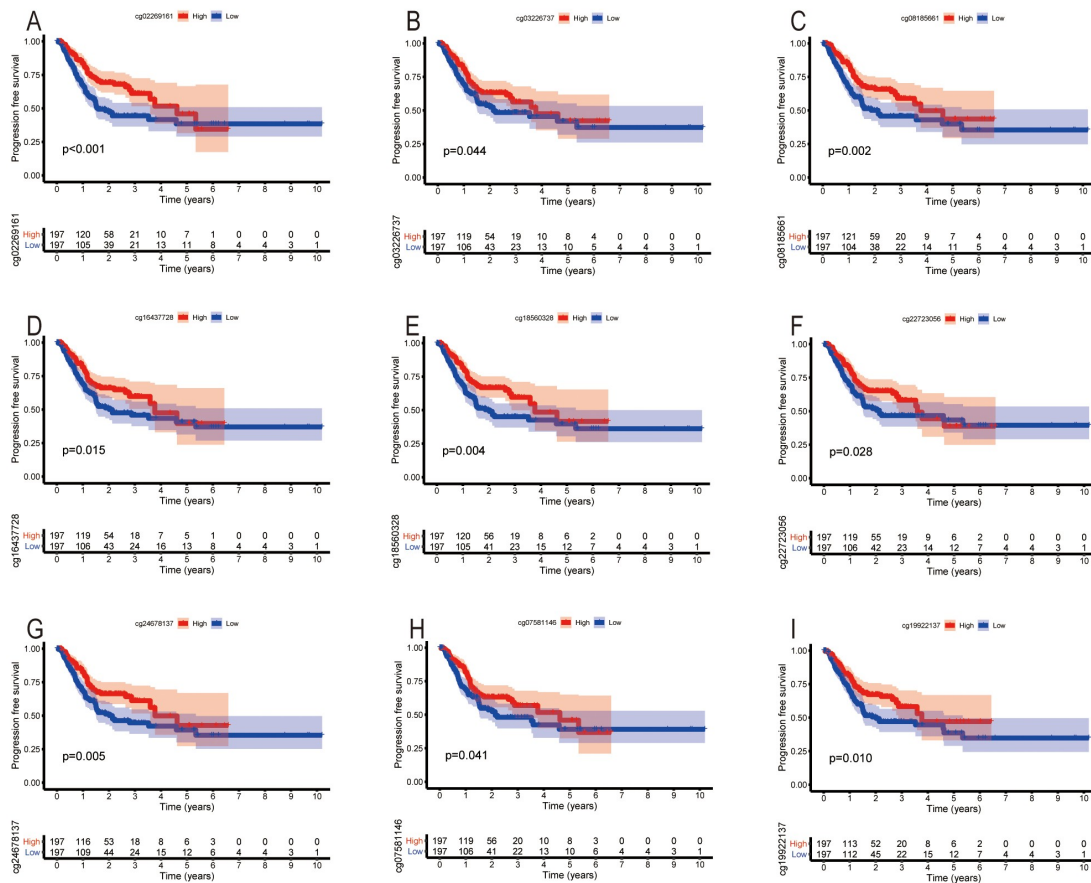 A
cg02269161 High Low
Progression free survival
1.00
0.75
0.50
0.25
0.00
p<0.001
0 1 2 3 4 5 6 7 8 9 10
Time (years)
cg02269161
High 197 120 58 21 10 7 1 0 0 0 0
Low 197 105 39 21 13 11 8 4 4 3 1
0 1 2 3 4 5 6 7 8 9 10
Time (years)
B
cg03226737 High Low
Progression free survival
1.00
0.75
0.50
0.25
0.00
p=0.044
0 1 2 3 4 5 6 7 8 9 10
Time (years)
cg03226737
High 197 119 54 19 10 8 4 0 0 0 0
Low 197 106 43 23 13 10 5 4 4 3 1
0 1 2 3 4 5 6 7 8 9 10
Time (years)
C
cg08185661 High Low
Progression free survival
1.00
0.75
0.50
0.25
0.00
p=0.002
0 1 2 3 4 5 6 7 8 9 10
Time (years)
cg08185661
High 197 121 59 20 9 7 4 0 0 0 0
Low 197 104 38 22 14 11 5 4 4 3 1
0 1 2 3 4 5 6 7 8 9 10
Time (years)
D
cg16437728 High Low
Progression free survival
1.00
0.75
0.50
0.25
0.00
p=0.015
0 1 2 3 4 5 6 7 8 9 10
Time (years)
cg16437728
High 197 119 54 18 7 5 1 0 0 0 0
Low 197 106 43 24 16 13 8 4 4 3 1
0 1 2 3 4 5 6 7 8 9 10
Time (years)
E
cg18560328 High Low
Progression free survival
1.00
0.75
0.50
0.25
0.00
p=0.004
0 1 2 3 4 5 6 7 8 9 10
Time (years)
cg18560328
High 197 120 56 19 8 6 2 0 0 0 0
Low 197 105 41 23 15 12 7 4 4 3 1
0 1 2 3 4 5 6 7 8 9 10
Time (years)
F
cg22723056 High Low
Progression free survival
1.00
0.75
0.50
0.25
0.00
p=0.028
0 1 2 3 4 5 6 7 8 9 10
Time (years)
cg22723056
High 197 119 55 19 9 6 2 0 0 0 0
Low 197 106 42 23 14 12 7 4 4 3 1
0 1 2 3 4 5 6 7 8 9 10
Time (years)
G
cg24678137 High Low
Progression free survival
1.00
0.75
0.50
0.25
0.00
p=0.005
0 1 2 3 4 5 6 7 8 9 10
Time (years)
cg24678137
High 197 116 53 18 8 6 3 0 0 0 0
Low 197 109 44 24 15 12 6 4 4 3 1
0 1 2 3 4 5 6 7 8 9 10
Time (years)
H
cg07581146 High Low
Progression free survival
1.00
0.75
0.50
0.25
0.00
p=0.041
0 1 2 3 4 5 6 7 8 9 10
Time (years)
cg07581146
High 197 119 56 20 10 8 3 0 0 0 0
Low 197 106 41 22 13 10 6 4 4 3 1
0 1 2 3 4 5 6 7 8 9 10
Time (years)
I
cg19922137 High Low
Progression free survival
1.00
0.75
0.50
0.25
0.00
p=0.010
0 1 2 3 4 5 6 7 8 9 10
Time (years)
cg19922137
High 197 113 52 20 8 6 2 0 0 0 0
Low 197 112 45 22 15 12 7 4 4 3 1
0 1 2 3 4 5 6 7 8 9 10
Time (years)